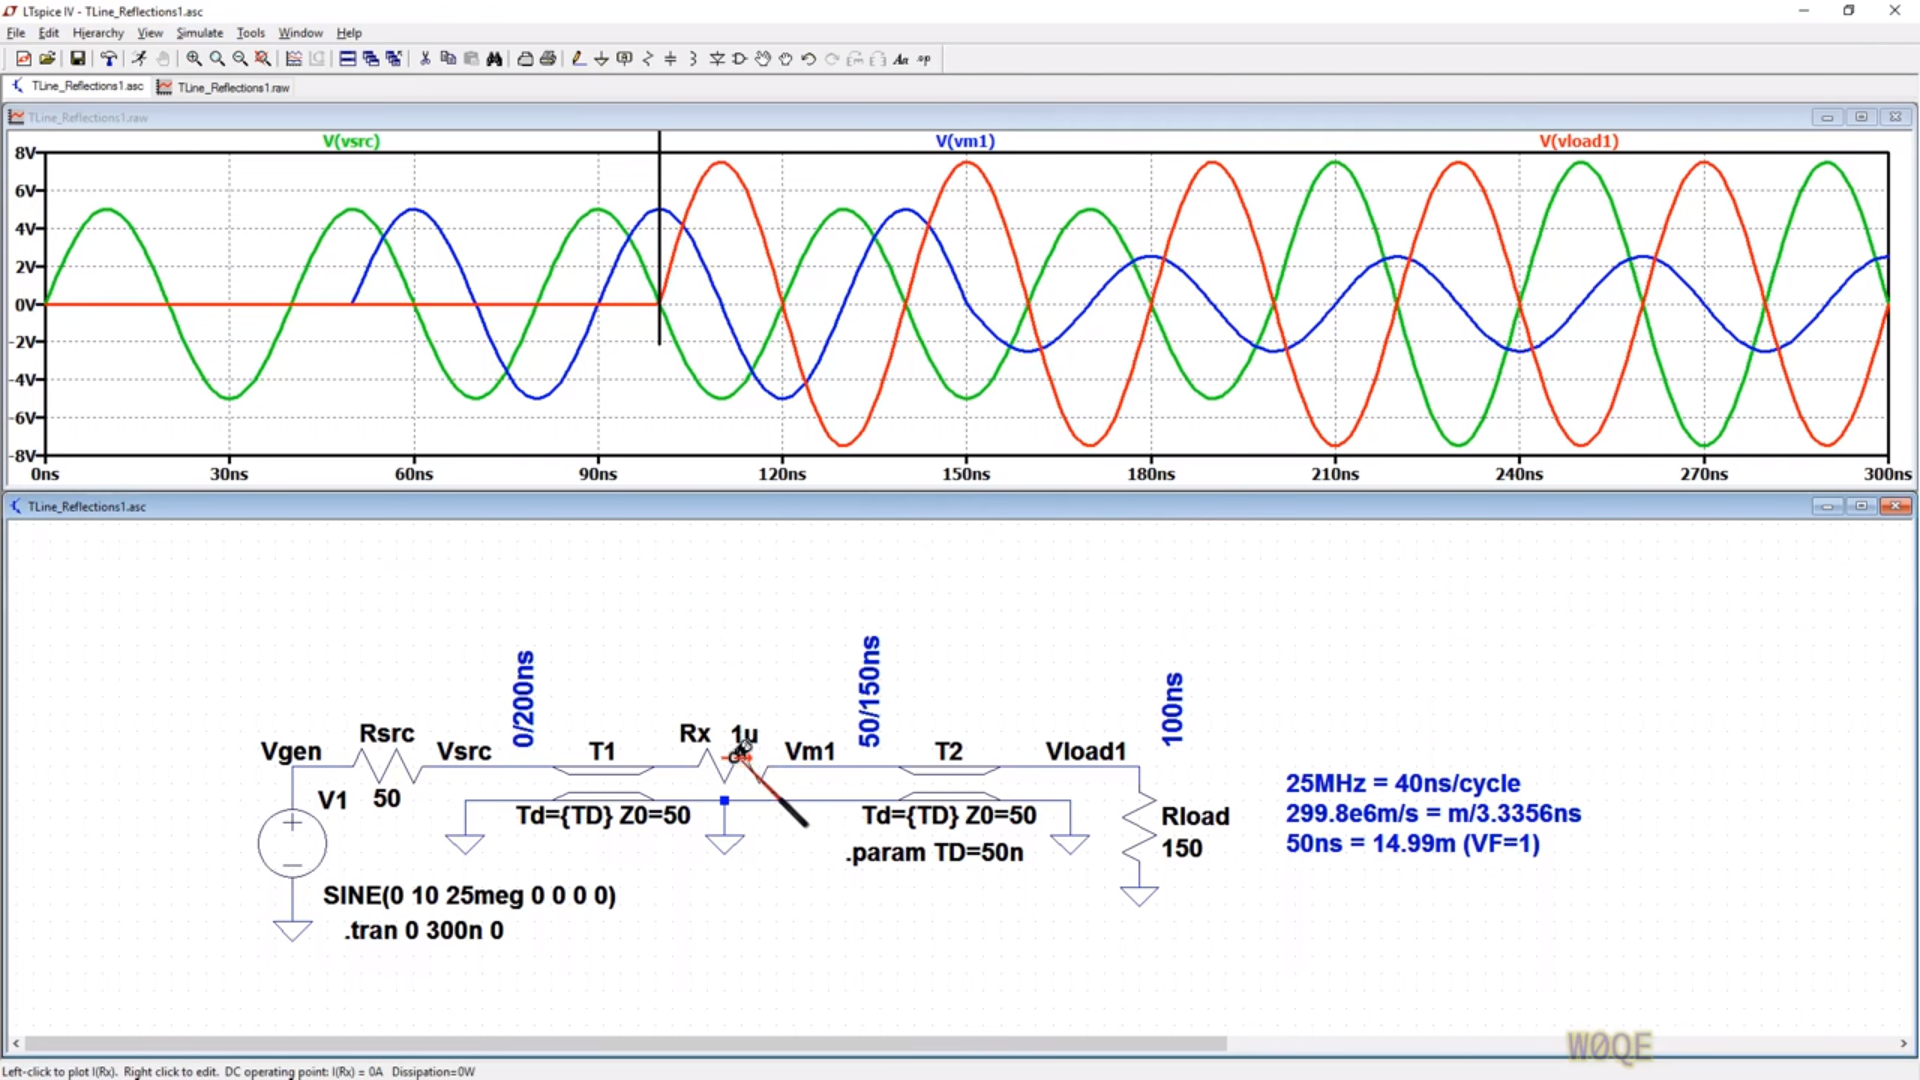 LTspice IV - TLine_Reflections1.asc
File Edit Hierarchy View Simulate Tools Window Help
TLine_Reflections1.asc TLine_Reflections1.raw
TLine_Reflections1.raw
V(vsrc) V(vm1) V(vload1)
8V
6V
4V
2V
0V
-2V
-4V
-6V
-8V
0ns 30ns 60ns 90ns 120ns 150ns 180ns 210ns 240ns 270ns 300ns
TLine_Reflections1.asc
0/200ns
50/150ns
100ns
Vgen Rsrc Vsrc T1 Rx 1u Vm1 T2 Vload1
V1 50
Td={TD} Z0=50
Td={TD} Z0=50
.param TD=50n
Rload
150
25MHz = 40ns/cycle
299.8e6m/s = m/3.3356ns
50ns = 14.99m (VF=1)
SINE(0 10 25meg 0 0 0 0)
.tran 0 300n 0
W0QE
Left-click to plot I(Rx). Right click to edit. DC operating point: I(Rx) = 0A Dissipation=0W